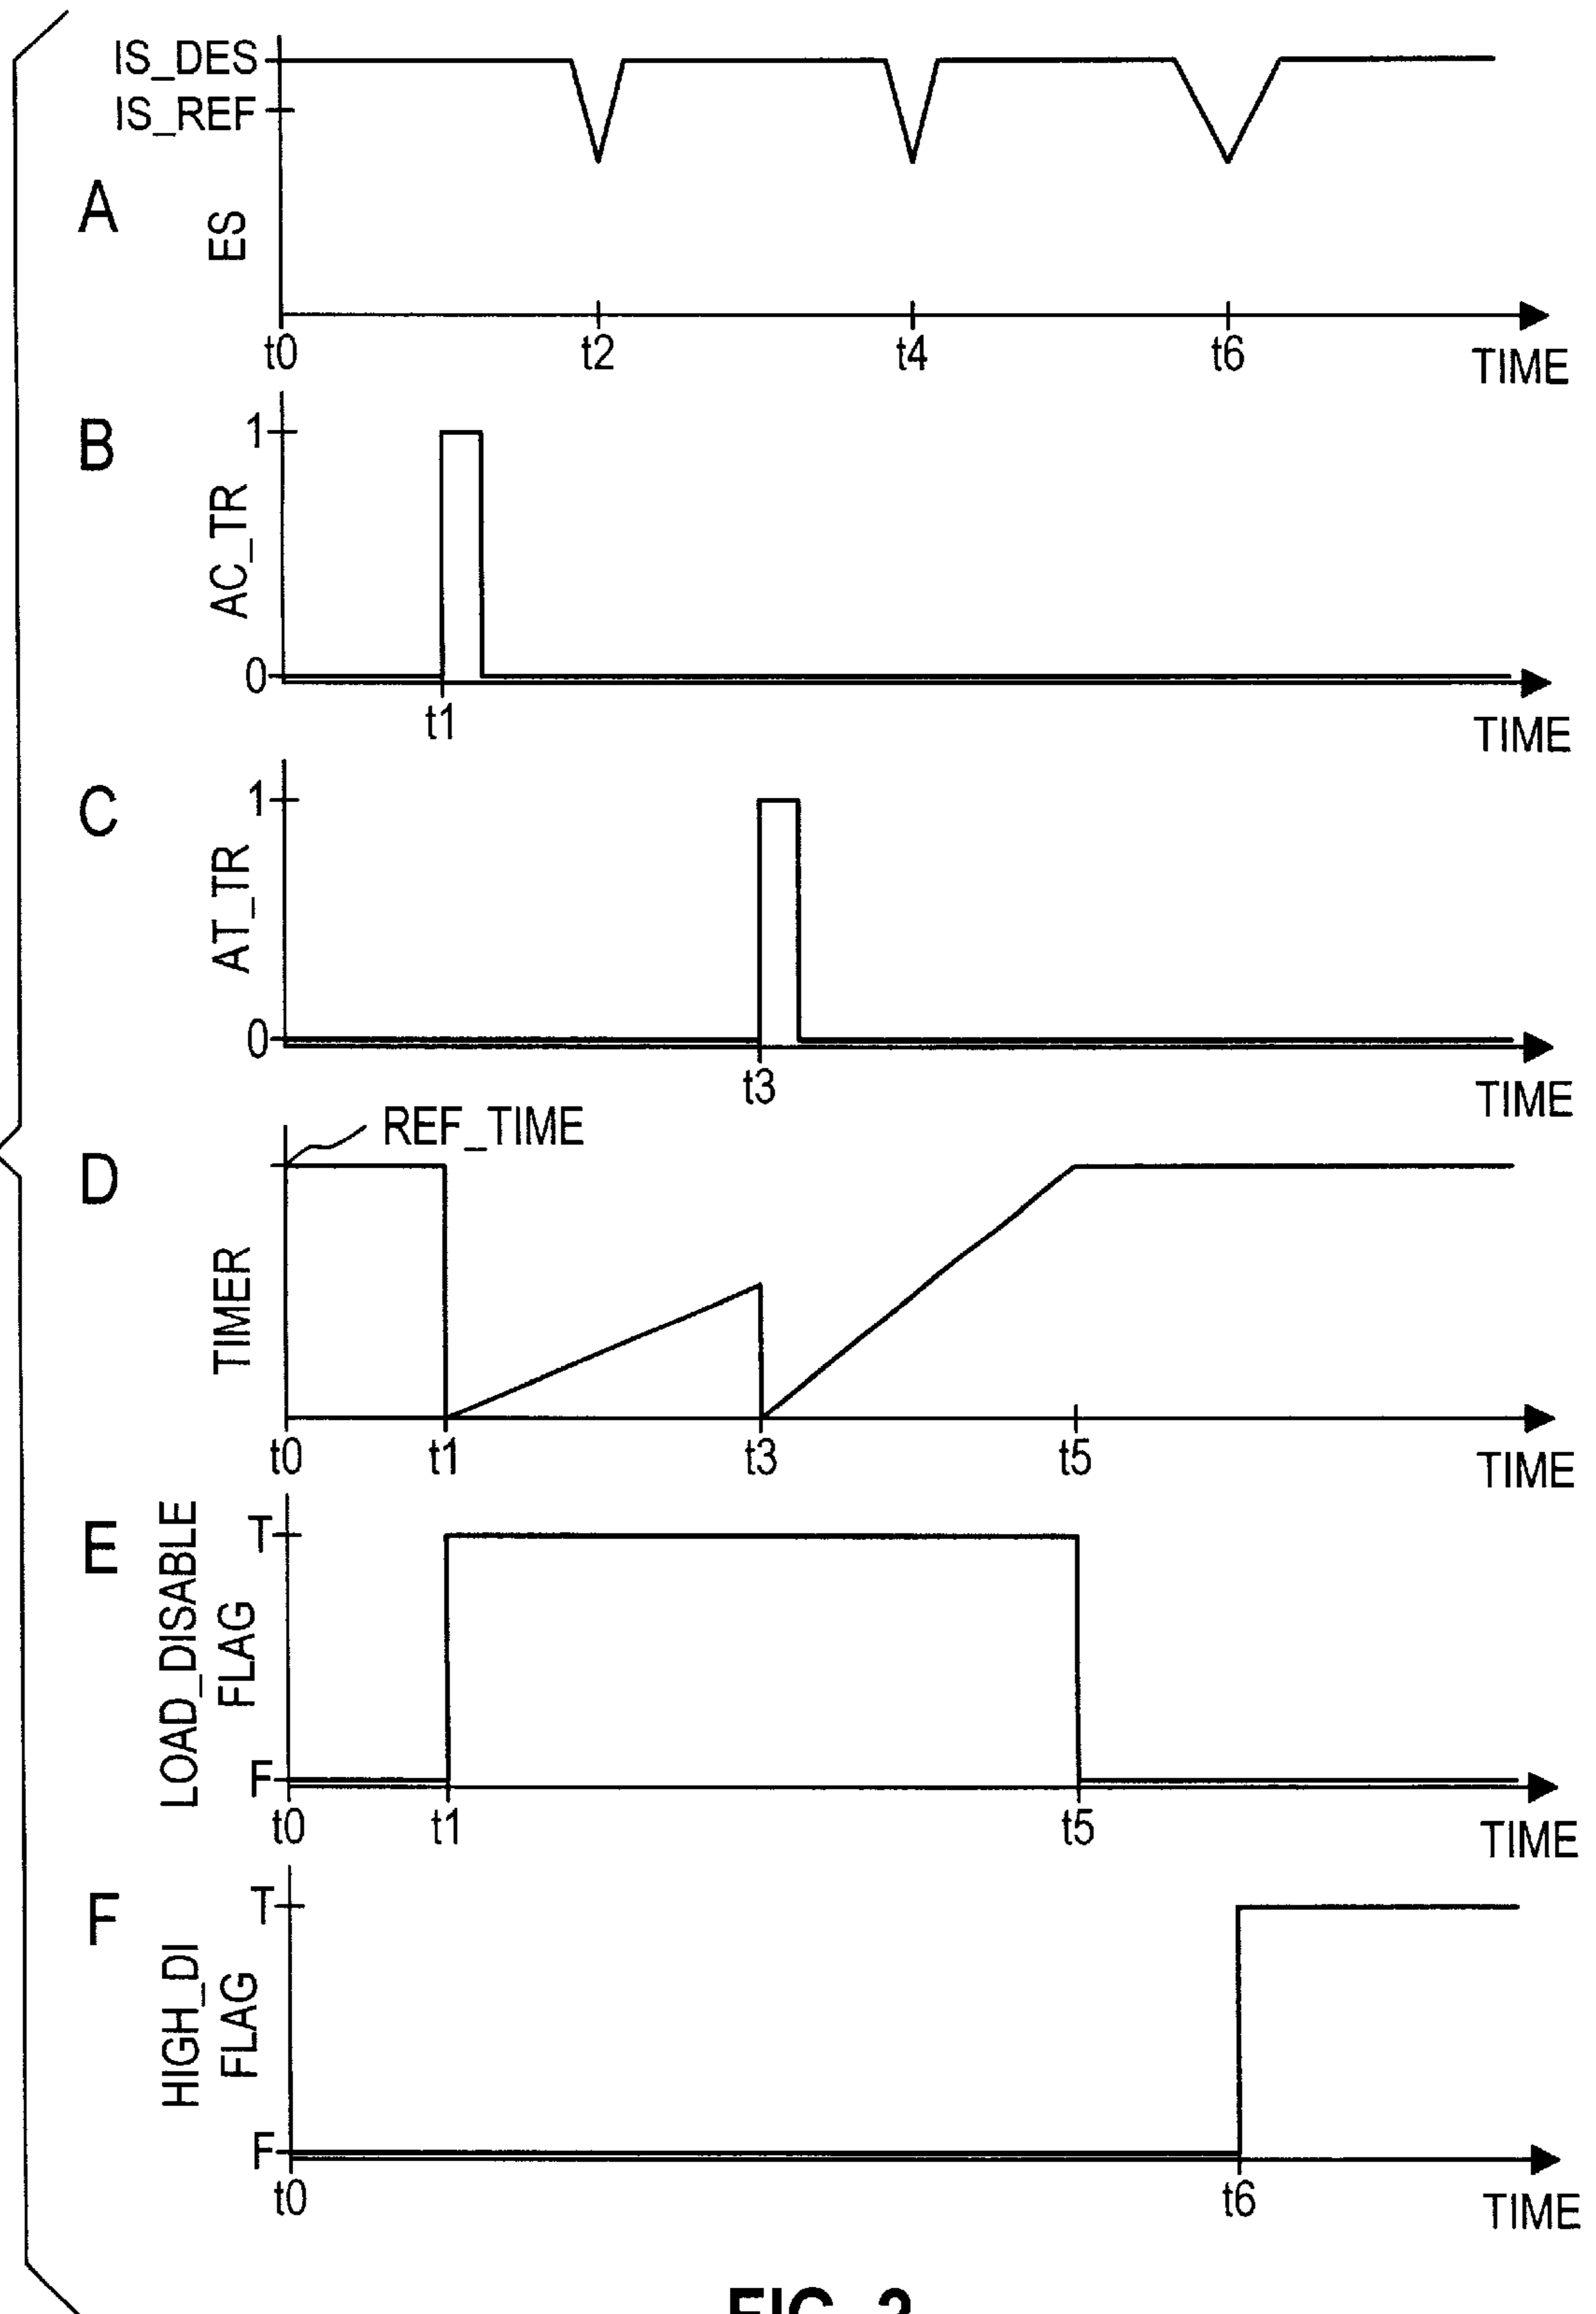 IS_DES
IS_REF
A
ES
t0
t2
t4
t6
TIME
B
1
AC_TR
0
t1
TIME
C
1
AT_TR
0
t3
TIME
REF_TIME
D
TIMER
t0
t1
t3
t5
TIME
E
LOAD_DISABLE
FLAG
T
F
t0
t1
t5
TIME
F
HIGH_DI
FLAG
T
F
t0
t6
TIME